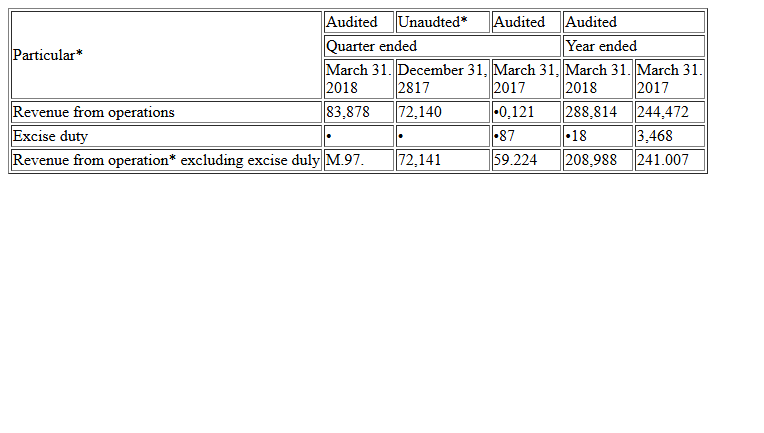 Particular*
Audited Unaudted* Audited Audited
Quarter ended Year ended
March 31. December 31, March 31, March 31. March 31.
2018 2817 2017 2018 2017
Revenue from operations 83,878 72,140 •0,121 288,814 244,472
Excise duty • • •87 •18 3,468
Revenue from operation* excluding excise duly M.97. 72,141 59.224 208,988 241.007